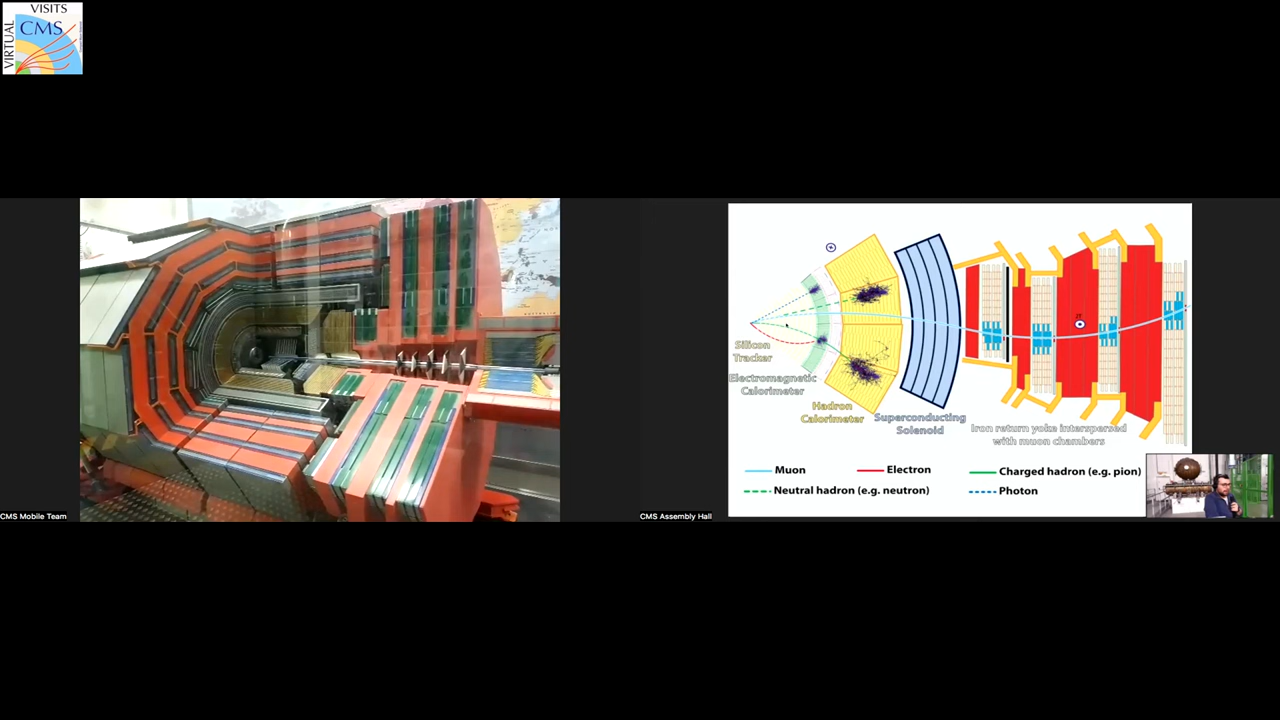 VISITS
CMS
VIRTUAL
Silicon
Tracker
Electromagnetic
Calorimeter
Hadron
Calorimeter
Superconducting
Solenoid
Iron return yoke interspersed
with muon chambers
Muon
Electron
Charged hadron (e.g. pion)
Neutral hadron (e.g. neutron)
Photon
CMS Mobile Team
CMS Assembly Hall